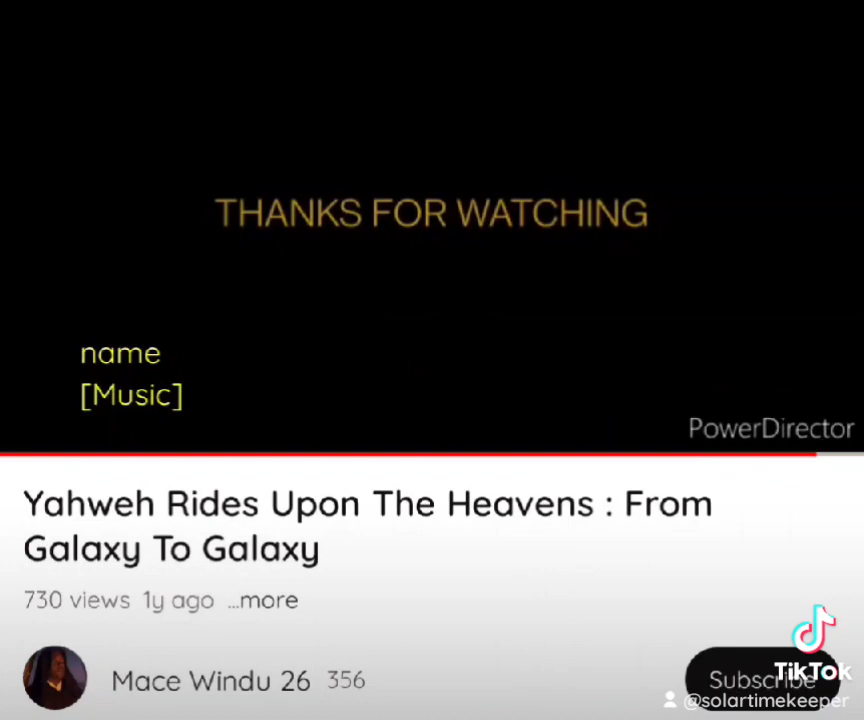 THANKS FOR WATCHING
name
[Music]
PowerDirector
Yahweh Rides Upon The Heavens : From
Galaxy To Galaxy
730 views 1y ago ...more
Mace Windu 26 356
Subscribe
TikTok
@solartimekeeper